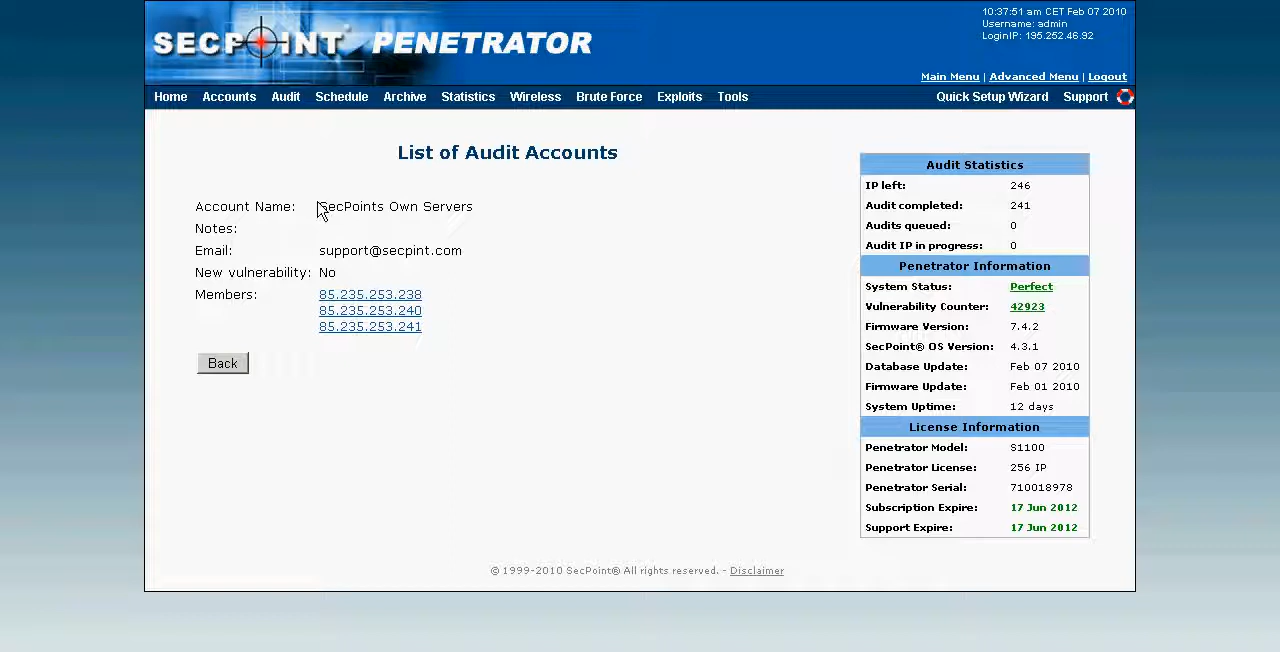 SECPOINT® PENETRATOR
10:37:51 am CET Feb 07 2010
Username: admin
LoginIP: 195.252.46.92
Main Menu | Advanced Menu | Logout
Home Accounts Audit Schedule Archive Statistics Wireless Brute Force Exploits Tools Quick Setup Wizard Support
List of Audit Accounts
Account Name: SecPoints Own Servers
Notes:
Email: support@secpint.com
New vulnerability: No
Members: 85.235.253.238
85.235.253.240
85.235.253.241
Back
Audit Statistics
IP left: 246
Audit completed: 241
Audits queued: 0
Audit IP in progress: 0
Penetrator Information
System Status: Perfect
Vulnerability Counter: 42923
Firmware Version: 7.4.2
SecPoint® OS Version: 4.3.1
Database Update: Feb 07 2010
Firmware Update: Feb 01 2010
System Uptime: 12 days
License Information
Penetrator Model: S1100
Penetrator License: 256 IP
Penetrator Serial: 710018978
Subscription Expire: 17 Jun 2012
Support Expire: 17 Jun 2012
© 1999-2010 SecPoint® All rights reserved. - Disclaimer